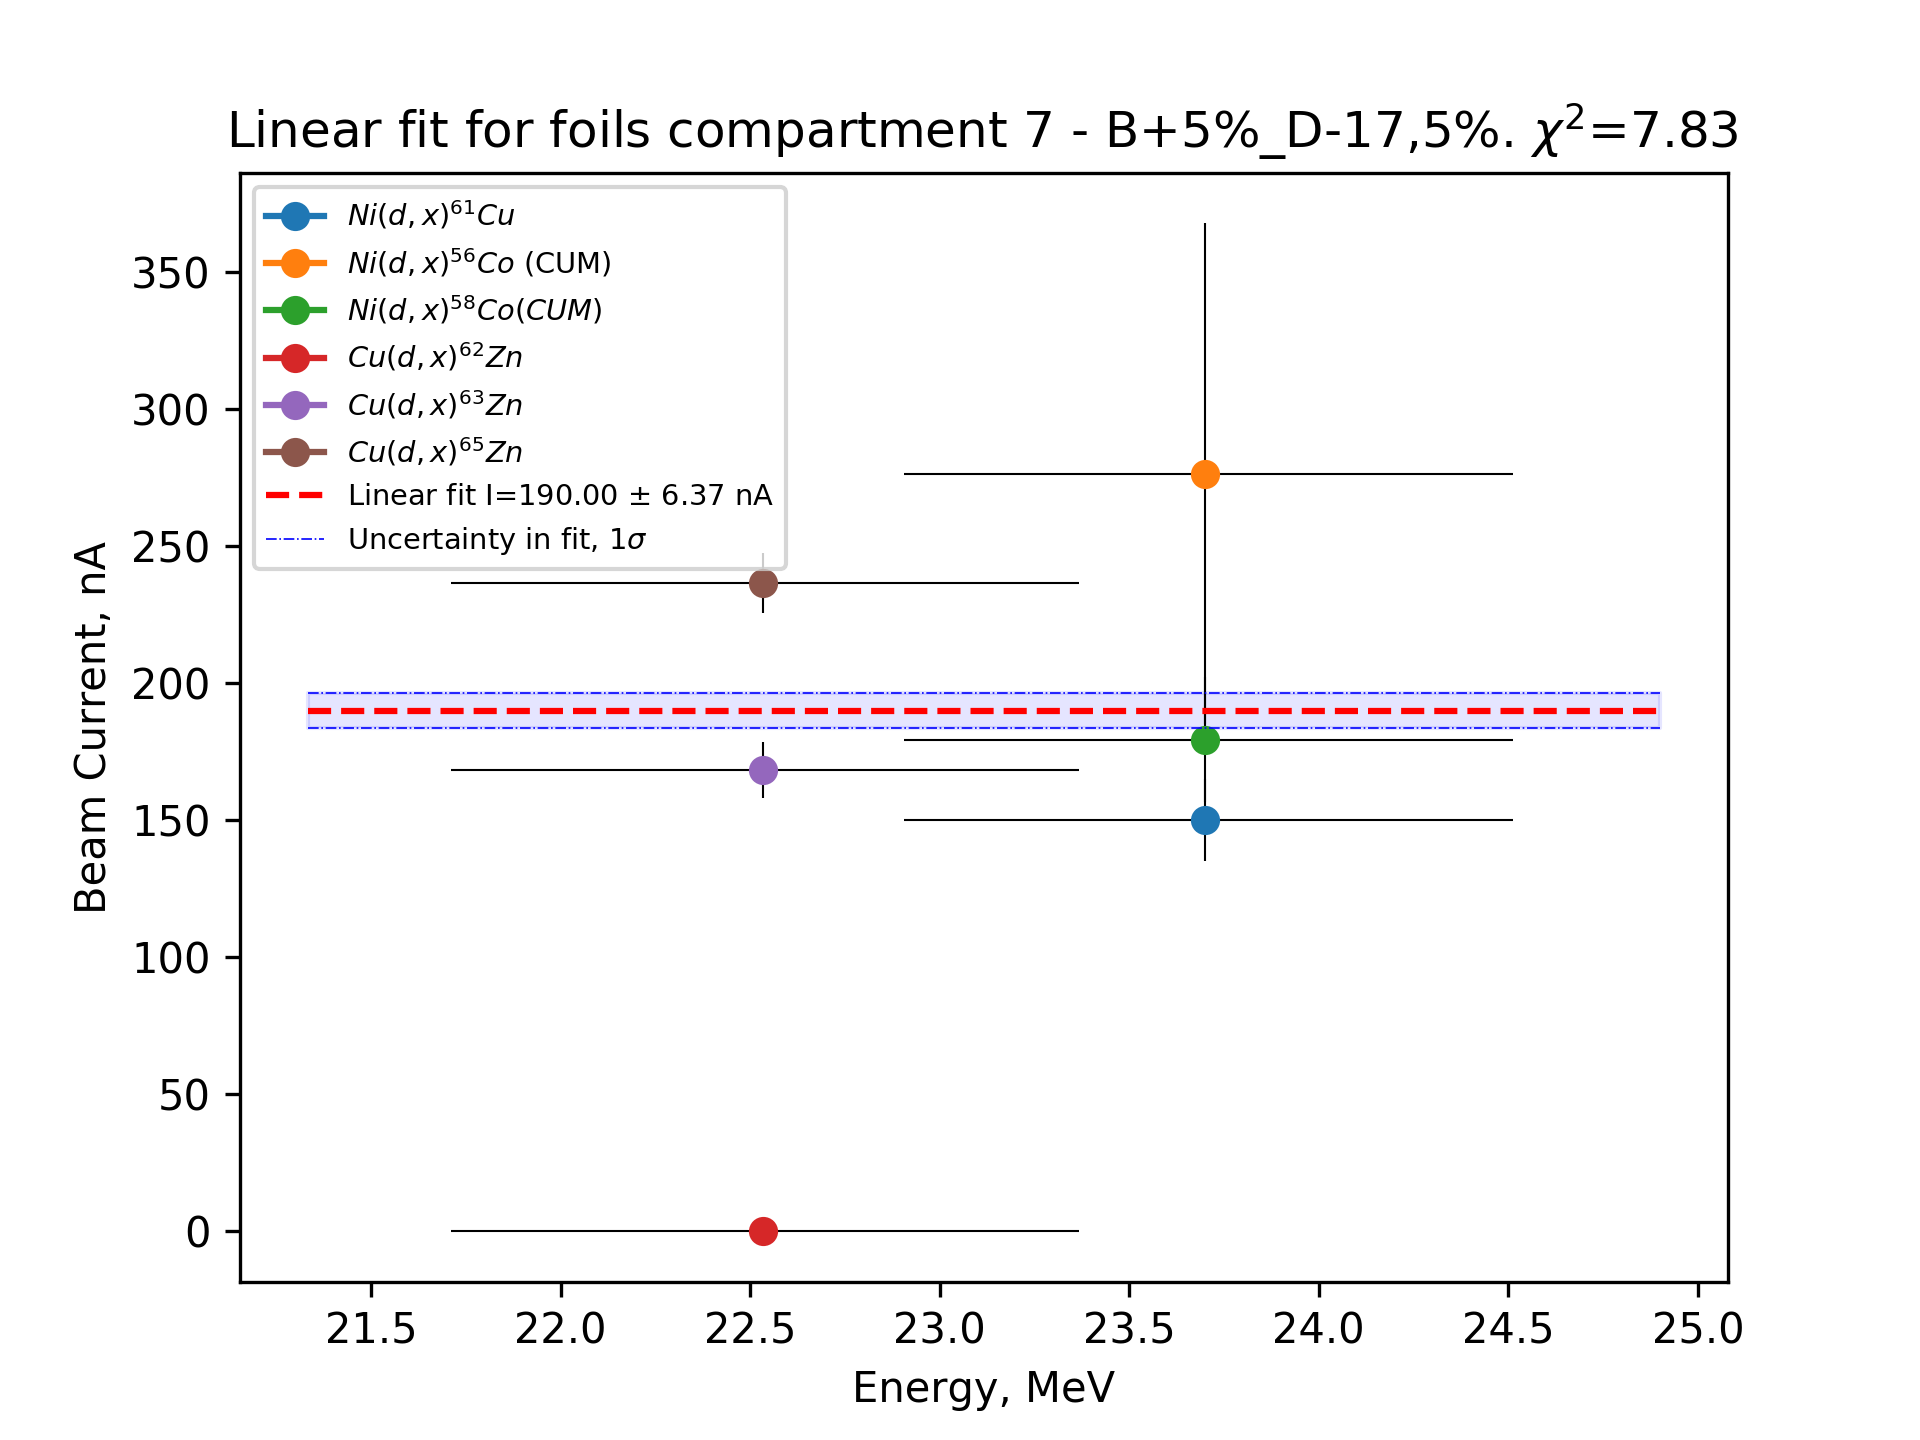 Linear fit for foils compartment 7 - B+5%_D-17,5%. χ²=7.83
Ni(d, x)⁶¹Cu
Ni(d, x)⁵⁶Co (CUM)
Ni(d, x)⁵⁸Co(CUM)
Cu(d, x)⁶²Zn
Cu(d, x)⁶³Zn
Cu(d, x)⁶⁵Zn
Linear fit I=190.00 ± 6.37 nA
Uncertainty in fit, 1σ
Beam Current, nA
350
300
250
200
150
100
50
0
21.5 22.0 22.5 23.0 23.5 24.0 24.5 25.0
Energy, MeV